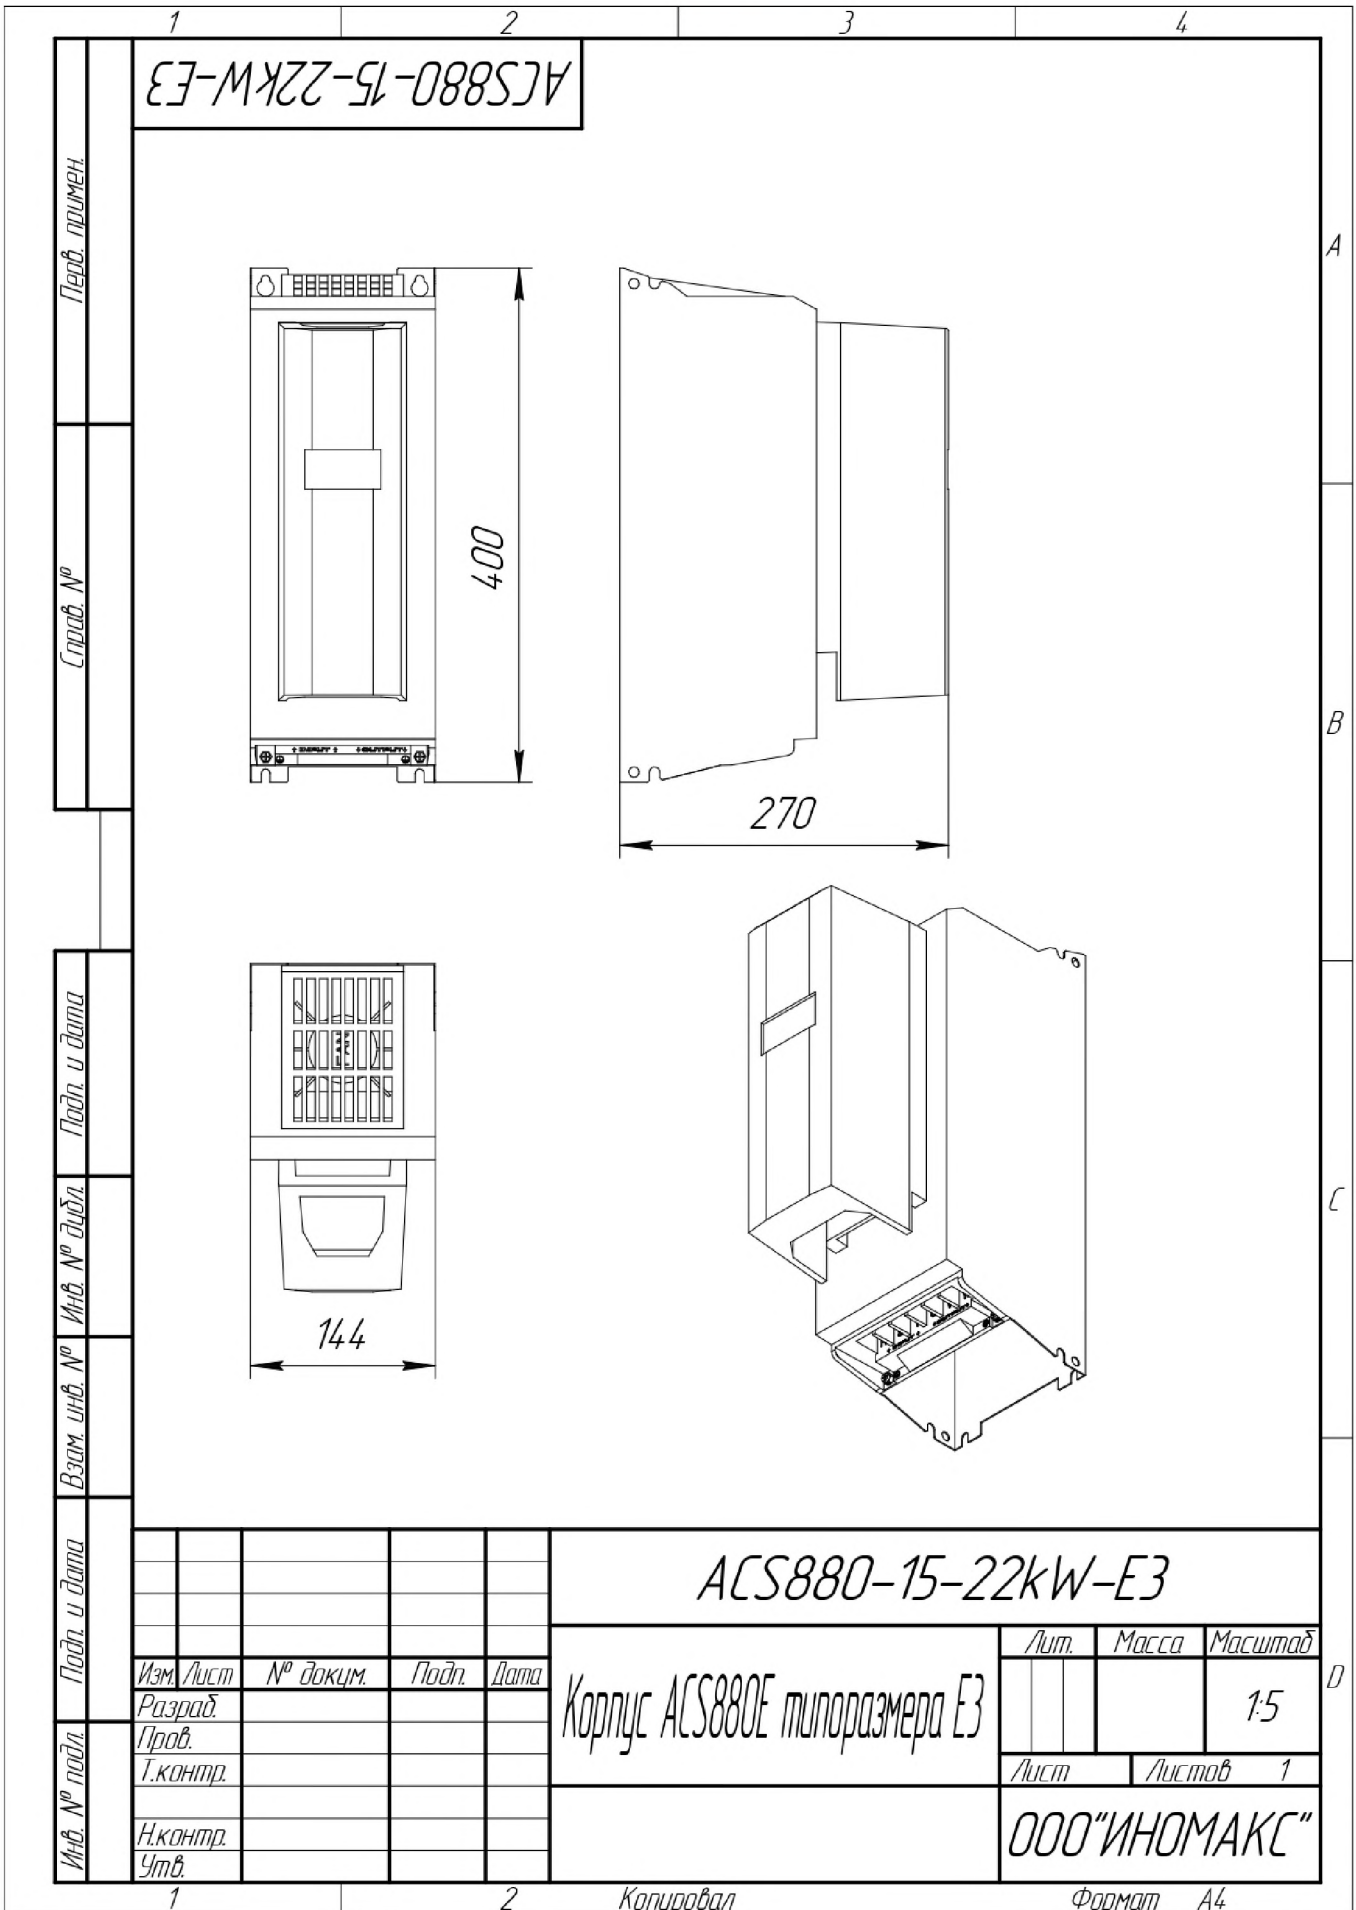 1 2 3 4
ACS880-15-22kW-E3
Перв. примен.
Справ. №
Подп. и дата
Инв. № дубл.
Взам. инв. №
Подп. и дата
Инв. № подл.
A
B
C
D
400
270
144
FAN
ACS880-15-22kW-E3
Изм. Лист № докум. Подп. Дата
Разраб.
Пров.
Т.контр.
Н.контр.
Утв.
Корпус ACS880E типоразмера E3
Лит. Масса Масштаб
1:5
Лист Листов 1
ООО"ИНОМАКС"
1 2 Копировал Формат A4